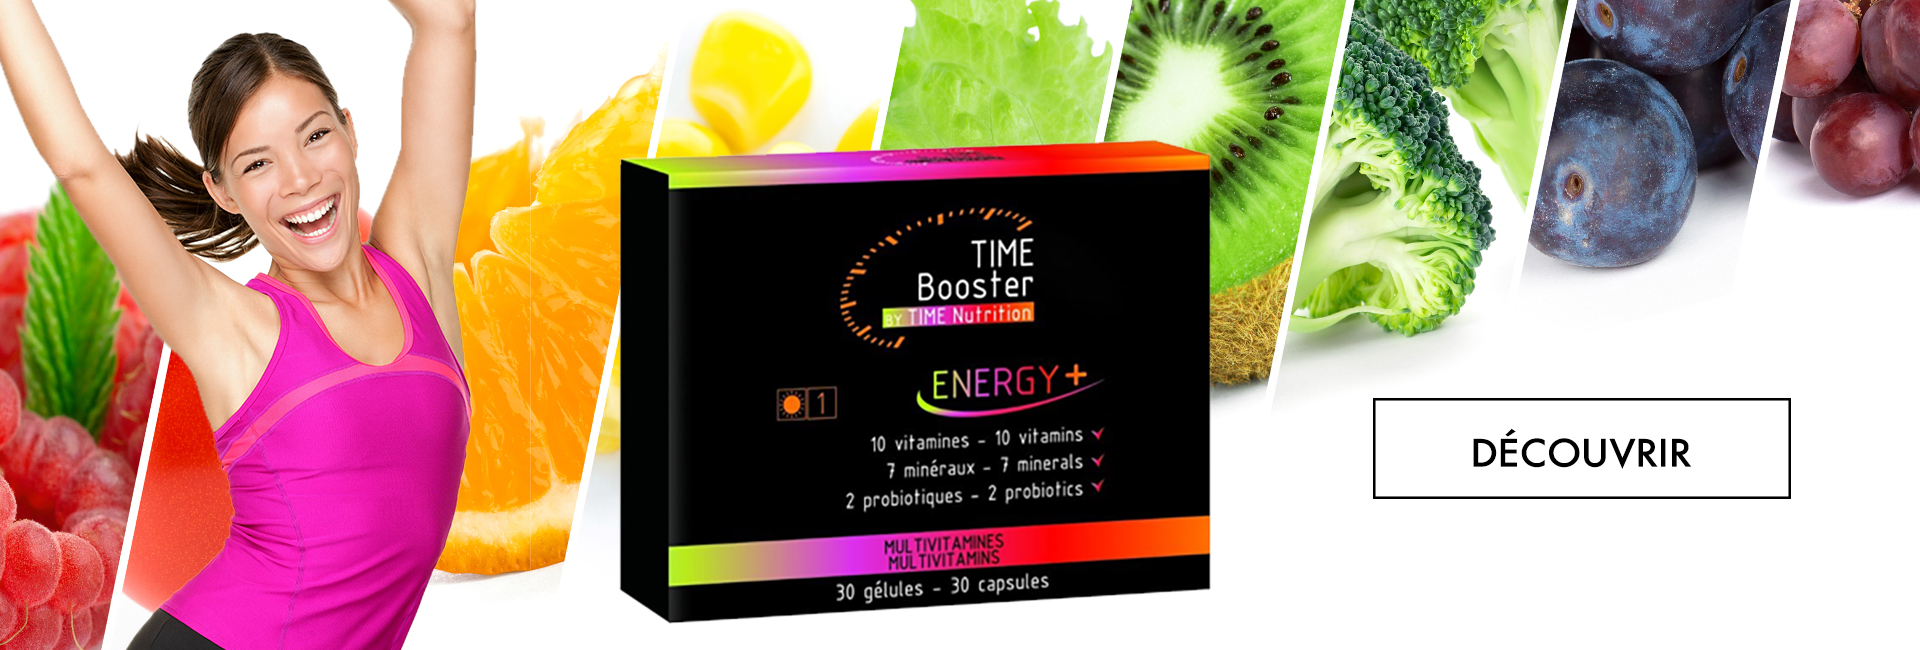 TIME
Booster
BY TIME Nutrition
ENERGY+
1
10 vitamines - 10 vitamins
7 minéraux - 7 minerals
2 probiotiques - 2 probiotics
MULTIVITAMINES
MULTIVITAMINS
30 gélules - 30 capsules
DÉCOUVRIR